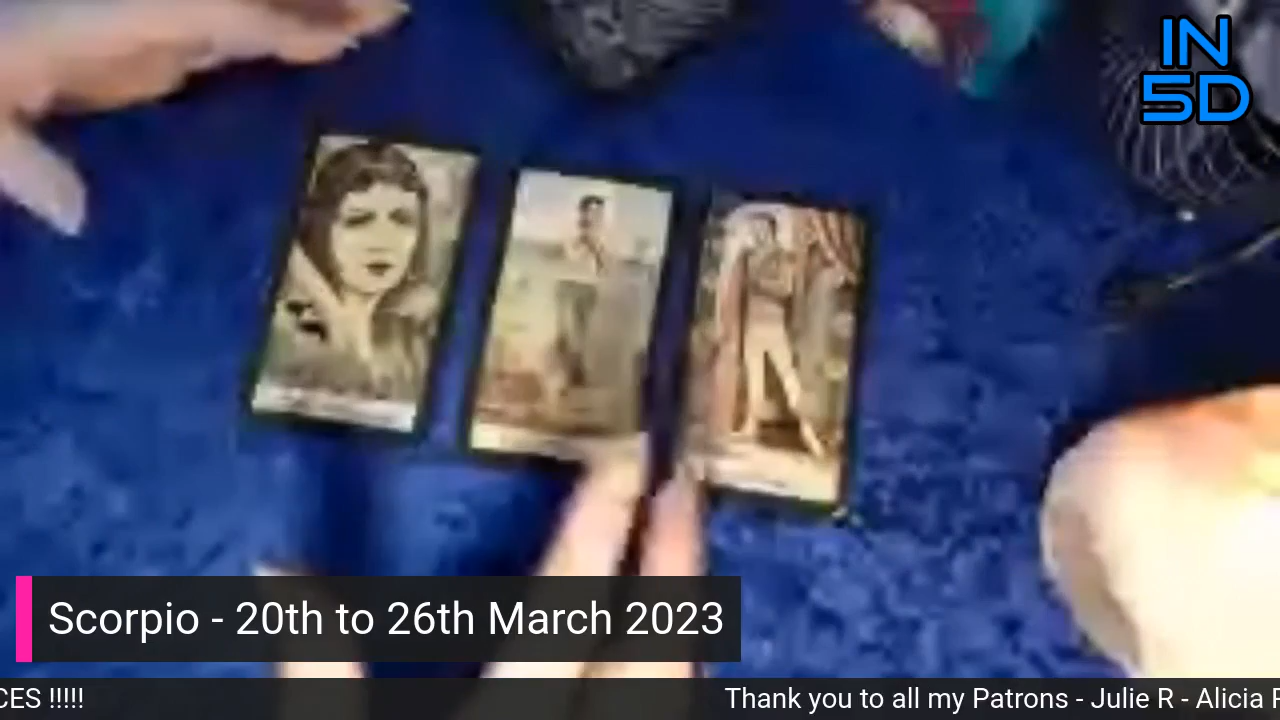 IN
5D
Scorpio - 20th to 26th March 2023
CES !!!!! Thank you to all my Patrons - Julie R - Alicia